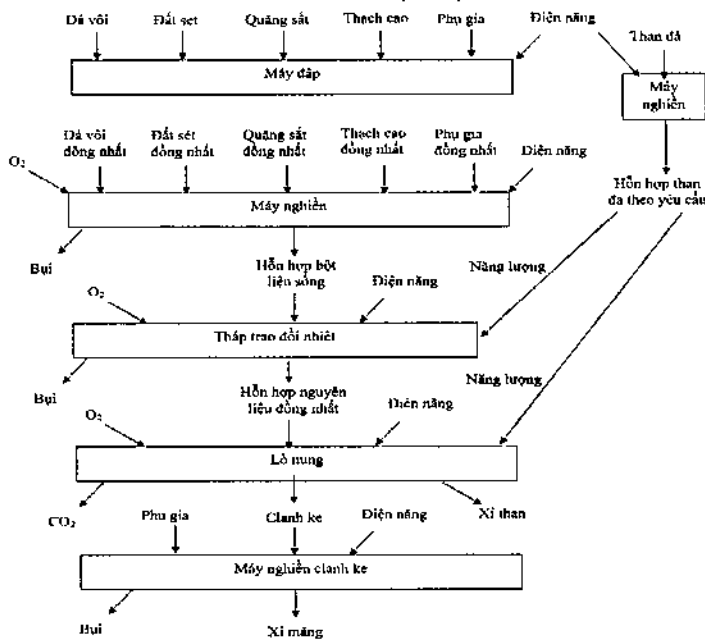 Đá vôi Đất set Quặng sắt Thạch cao Phụ gia Điện năng
Than đá
Máy đập
Máy
nghiền
Đá vôi Đất sét Quặng sắt Thạch cao Phụ gia
đồng nhất đồng nhất đồng nhất đồng nhất đồng nhất
Điện năng
O₂
Máy nghiền
Hỗn hợp than
đa theo yêu cầu
Bụi
Hỗn hợp bột
liệu sống
Điện năng
Năng lượng
O₂
Tháp trao đổi nhiệt
Bụi
Hỗn hợp nguyên
liệu đồng nhất
Điện năng
Năng lượng
O₂
Lò nung
CO₂
Phụ gia
Clanh ke
Điện năng
Xỉ than
Máy nghiền clanh ke
Bụi
Xi măng